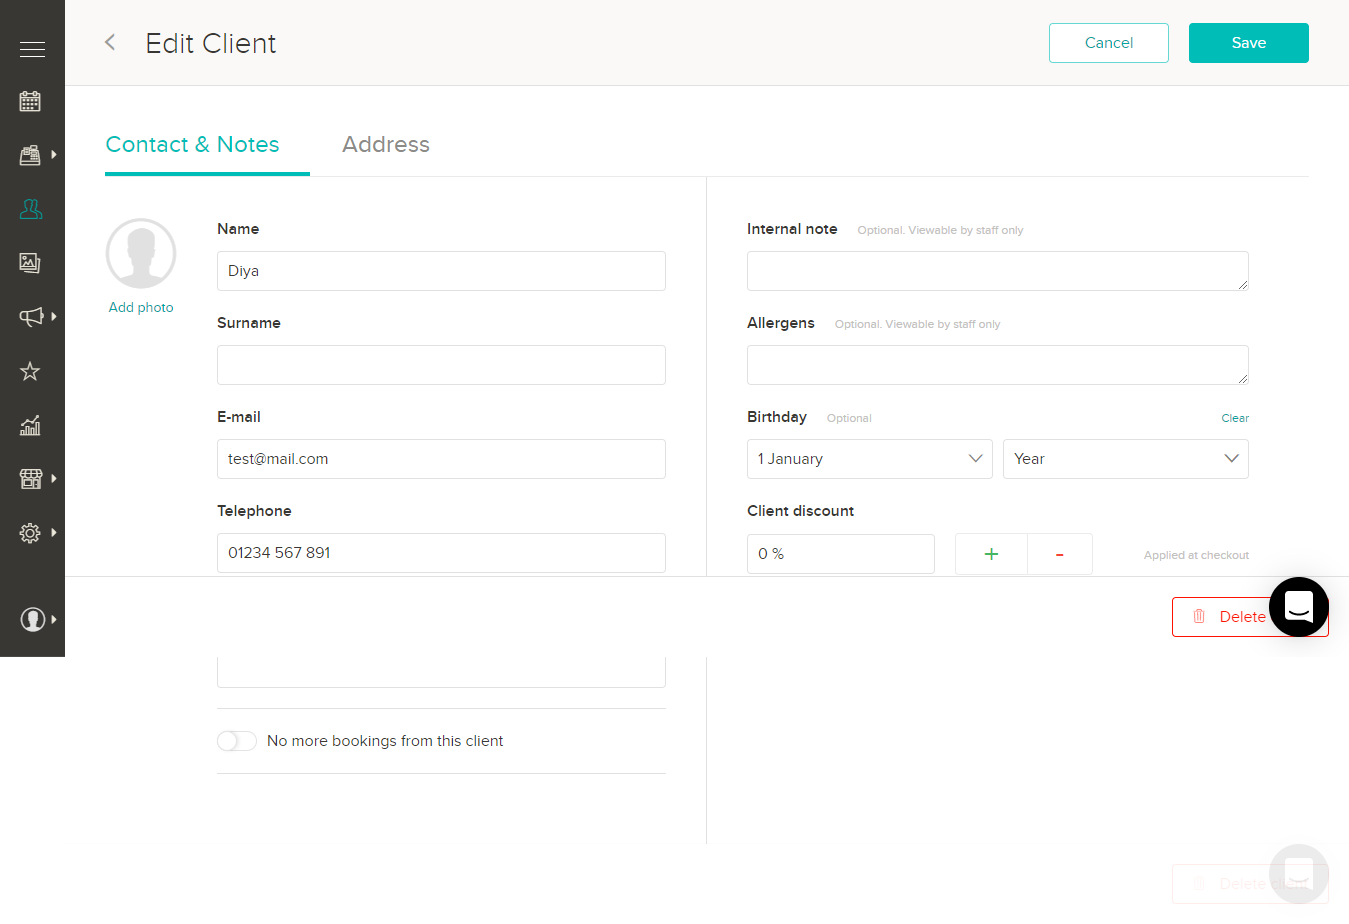 Edit Client
Cancel
Save
Contact & Notes
Address
Add photo
Name
Diya
Surname
E-mail
test@mail.com
Telephone
01234 567 891
Internal note Optional. Viewable by staff only
Allergens Optional. Viewable by staff only
Birthday Optional Clear
1 January
Year
Client discount
0 %
+
-
Applied at checkout
Delete
No more bookings from this client
Delete